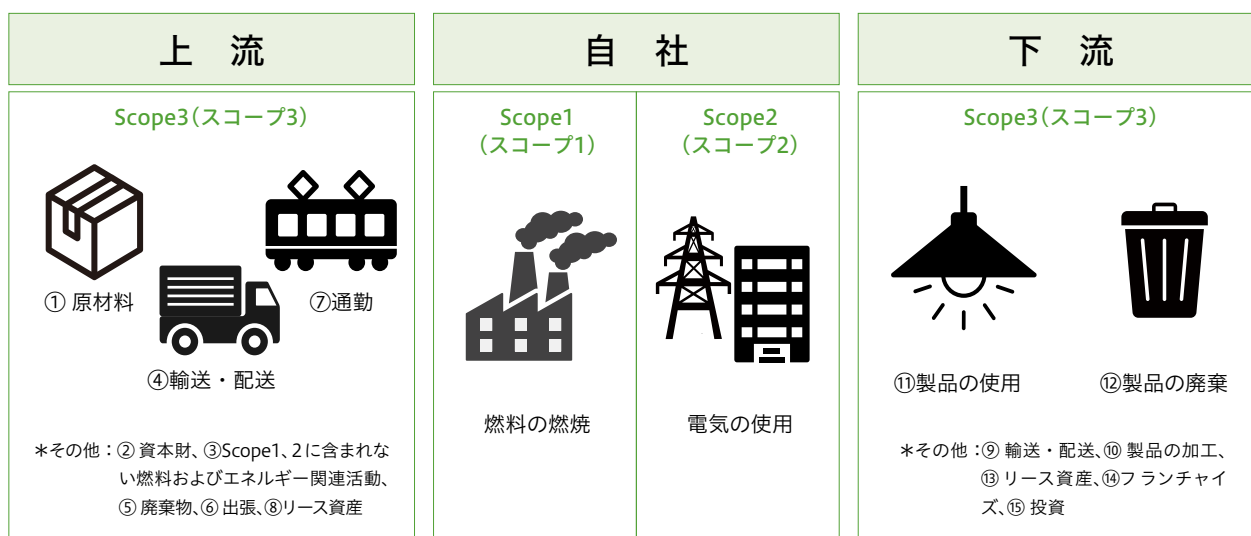 上 流
Scope3（スコープ3）
① 原材料
⑦通勤
④輸送・配送
＊その他：② 資本財、③Scope1、2に含まれな
い燃料およびエネルギー関連活動、
⑤ 廃棄物、⑥ 出張、⑧リース資産
自 社
Scope1
（スコープ1）
燃料の燃焼
Scope2
（スコープ2）
電気の使用
下 流
Scope3（スコープ3）
⑪製品の使用
⑫製品の廃棄
＊その他：⑨ 輸送・配送、⑩ 製品の加工、
⑬ リース資産、⑭フランチャイ
ズ、⑮ 投資